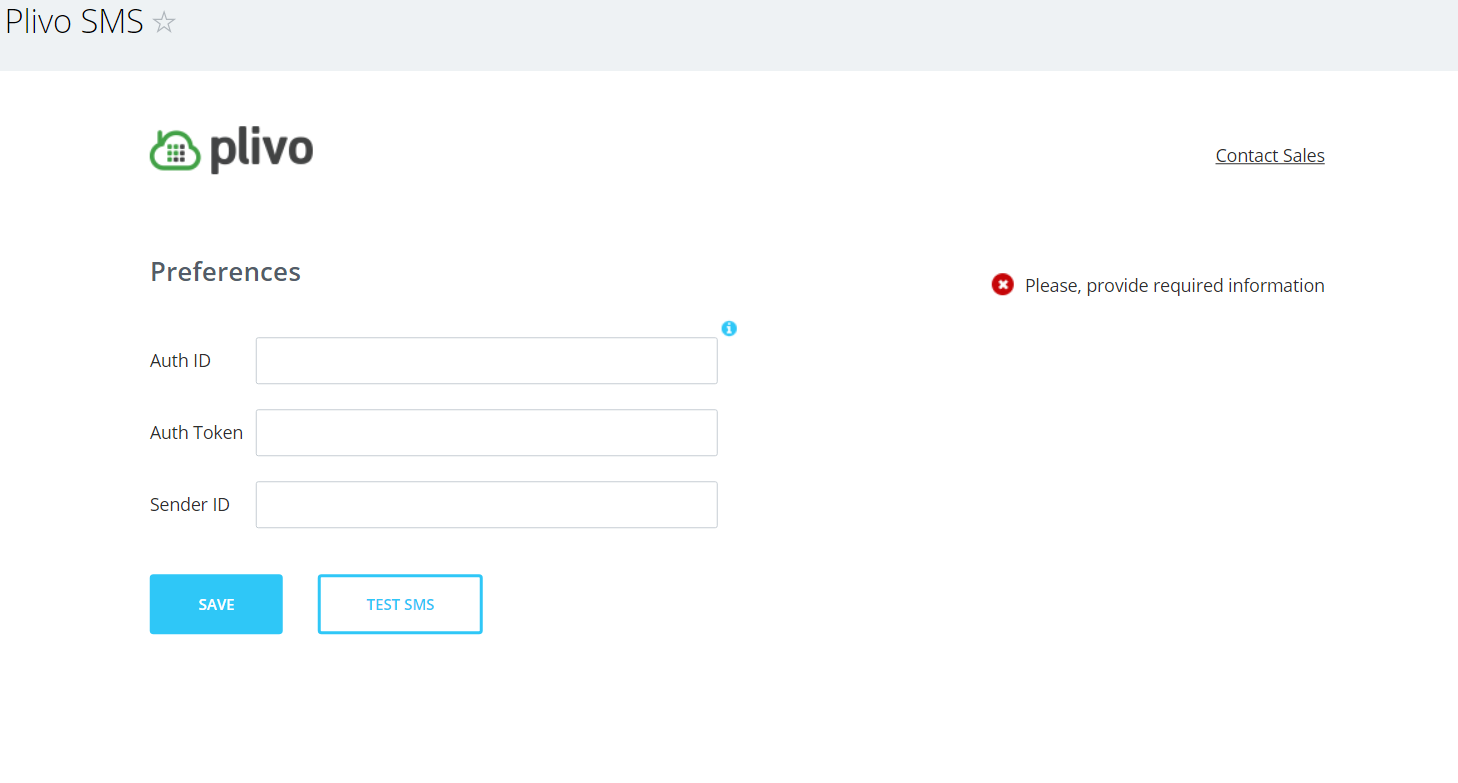 Plivo SMS
plivo
Contact Sales
Preferences
Please, provide required information
Auth ID
Auth Token
Sender ID
SAVE
TEST SMS